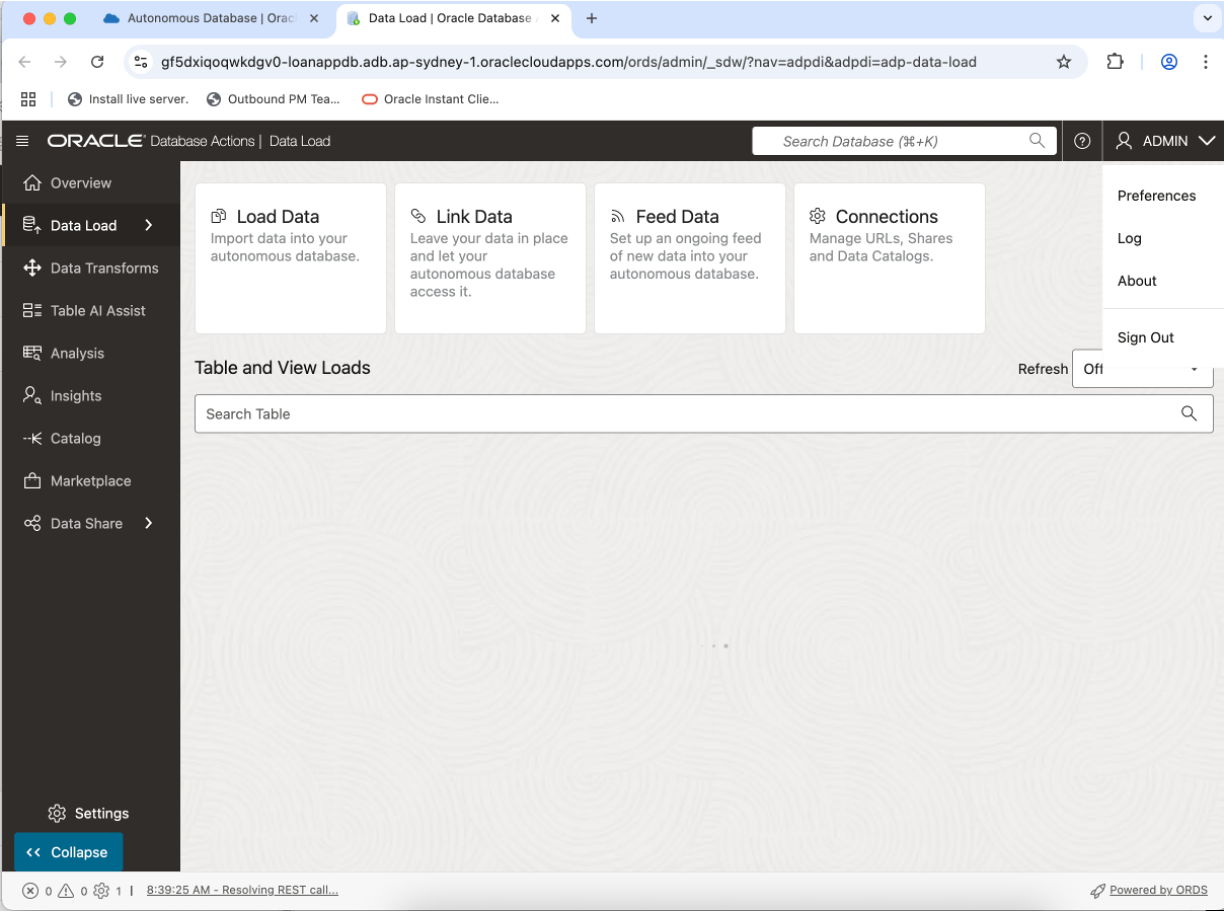 Autonomous Database | Orac
Data Load | Oracle Database
gf5dxiqoqwkdgv0-loanappdb.adb.ap-sydney-1.oraclecloudapps.com/ords/admin/_sdw/?nav=adpdi&adpdi=adp-data-load
Install live server.
Outbound PM Tea...
Oracle Instant Clie...
ORACLE Database Actions | Data Load
Search Database (⌘+K)
ADMIN
Overview
Data Load
Data Transforms
Table AI Assist
Analysis
Insights
Catalog
Marketplace
Data Share
Settings
Collapse
Load Data
Import data into your
autonomous database.
Link Data
Leave your data in place
and let your
autonomous database
access it.
Feed Data
Set up an ongoing feed
of new data into your
autonomous database.
Connections
Manage URLs, Shares
and Data Catalogs.
Preferences
Log
About
Sign Out
Table and View Loads
Refresh
Off
Search Table
0 0 1 | 8:39:25 AM - Resolving REST call...
Powered by ORDS